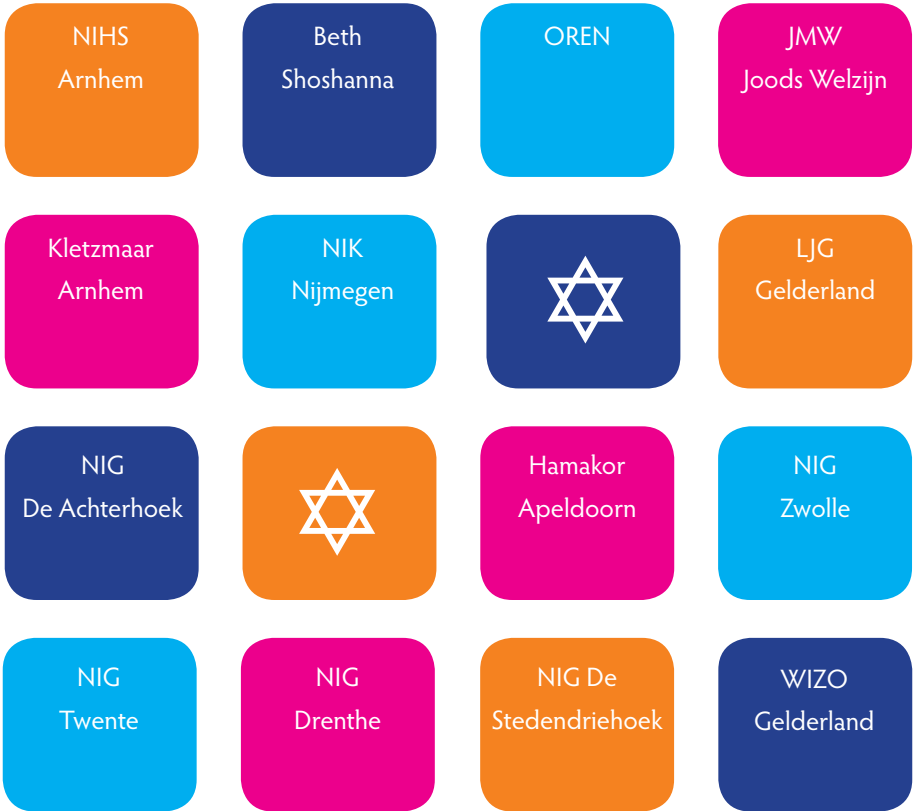 NIHS
Arnhem
Beth
Shoshanna
OREN
JMW
Joods Welzijn
Kletzmaar
Arnhem
NIK
Nijmegen
LJG
Gelderland
NIG
De Achterhoek
Hamakor
Apeldoorn
NIG
Zwolle
NIG
Twente
NIG
Drenthe
NIG De
Stedendriehoek
WIZO
Gelderland